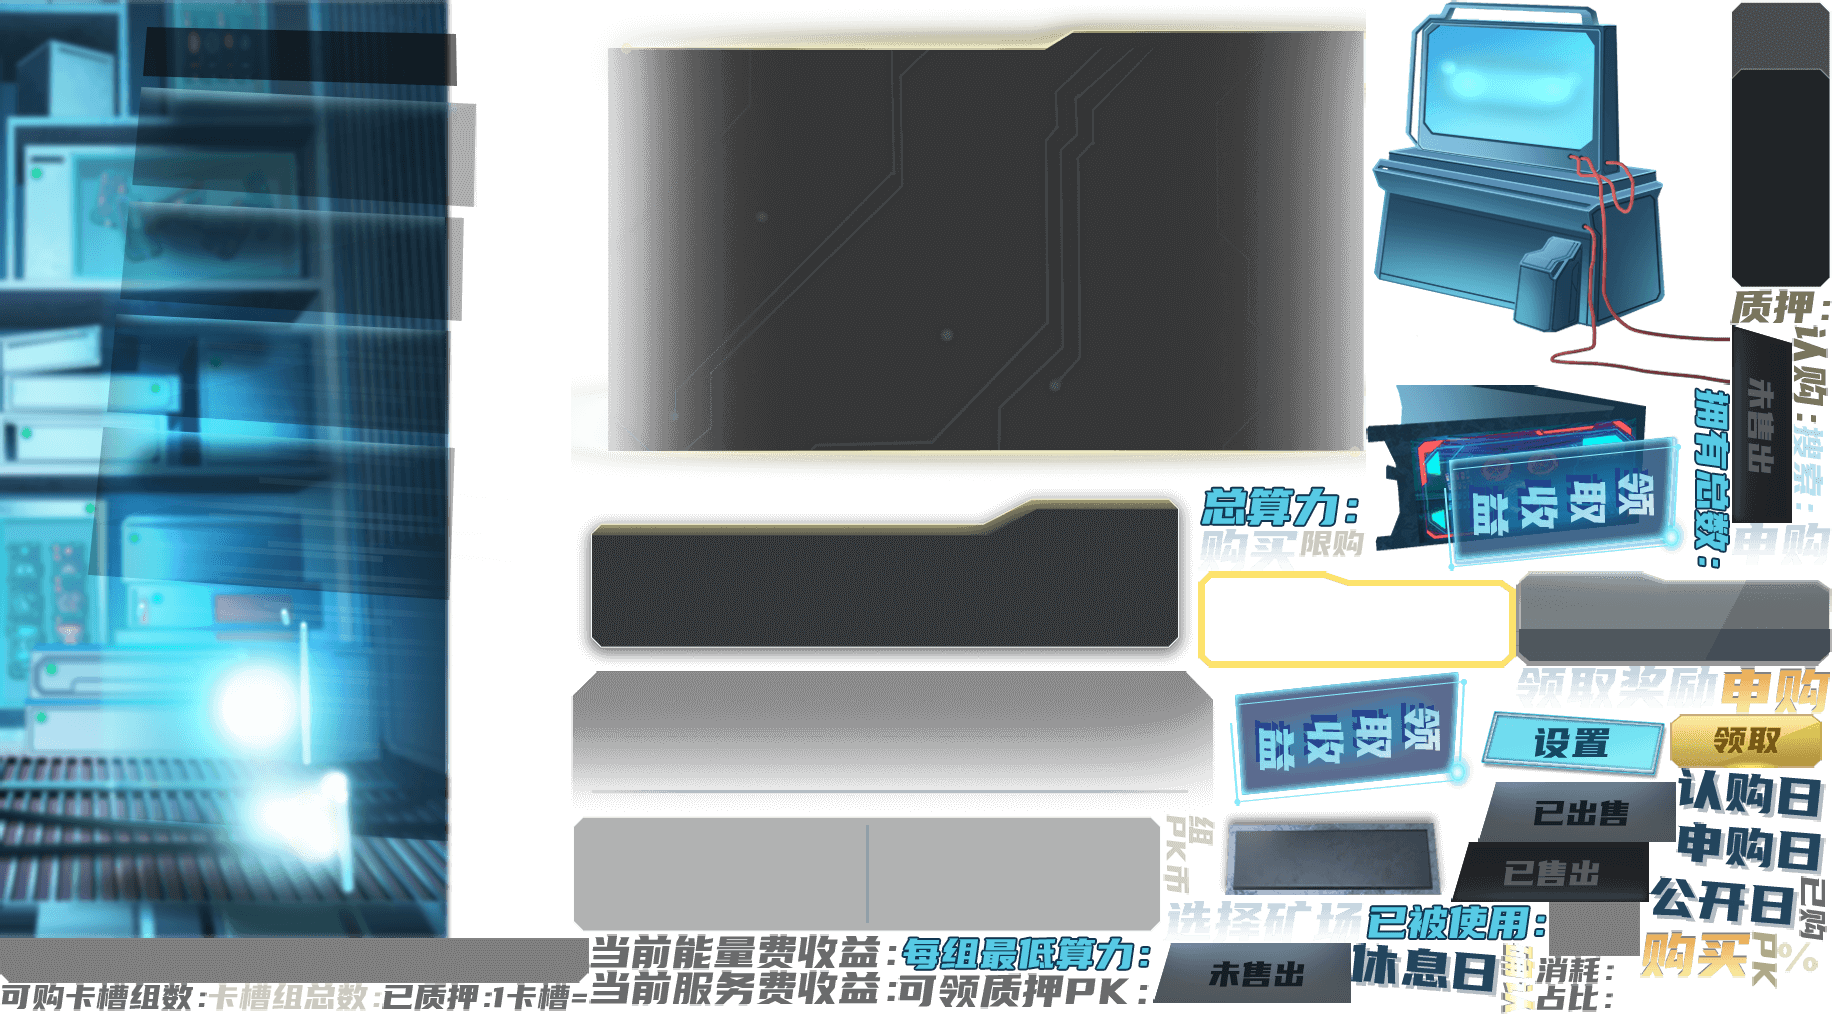 质押:
认购:
搜索:
未售出
拥有总数:
领取收益
总算力:
购买
限购
申购
领取奖励
申购
领取收益
设置
领取
认购日
已出售
申购日
已售出
公开日
已购
组
PK币
选择矿场
已被使用:
购买
PK
%
当前能量费收益:
每组最低算力:
休息日
确认
消耗:
未售出
占比:
当前服务费收益:
可领质押PK:
可购卡槽组数:
卡槽组总数:
已质押:
1卡槽=